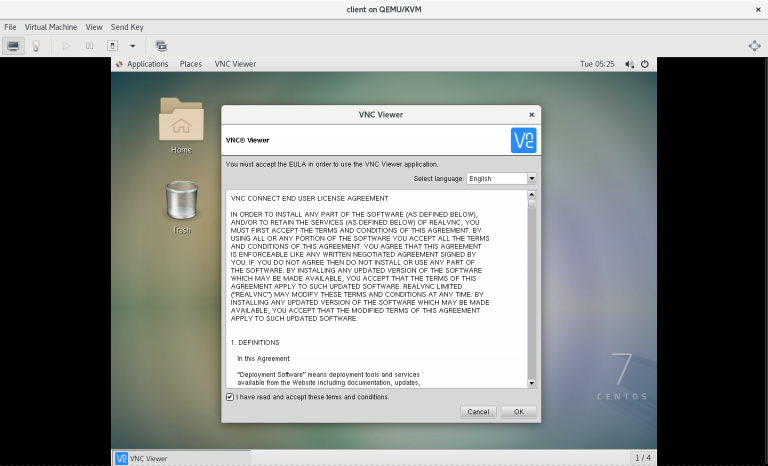 client on QEMU/KVM
File Virtual Machine View Send Key
Applications Places VNC Viewer Tue 05:25
Home
Trash
VNC Viewer
VNC® Viewer
You must accept the EULA in order to use the VNC Viewer application.
Select language: English
VNC CONNECT END USER LICENSE AGREEMENT
IN ORDER TO INSTALL ANY PART OF THE SOFTWARE (AS DEFINED BELOW),
AND/OR TO RETAIN THE SERVICES (AS DEFINED BELOW) OF REALVNC, YOU
MUST FIRST ACCEPT THE TERMS AND CONDITIONS OF THIS AGREEMENT. BY
USING ALL OR ANY PORTION OF THE SOFTWARE YOU ACCEPT ALL THE TERMS
AND CONDITIONS OF THIS AGREEMENT. YOU AGREE THAT THIS AGREEMENT
IS ENFORCEABLE LIKE ANY WRITTEN NEGOTIATED AGREEMENT SIGNED BY
YOU. IF YOU DO NOT AGREE THEN DO NOT INSTALL OR USE ANY PART OF
THE SOFTWARE. BY INSTALLING ANY UPDATED VERSION OF THE SOFTWARE
WHICH MAY BE MADE AVAILABLE, YOU ACCEPT THAT THE TERMS OF THIS
AGREEMENT APPLY TO SUCH UPDATED SOFTWARE. REALVNC LIMITED
("REALVNC") MAY MODIFY THESE TERMS AND CONDITIONS AT ANY TIME. BY
INSTALLING ANY UPDATED VERSION OF THE SOFTWARE WHICH MAY BE MADE
AVAILABLE, YOU ACCEPT THAT THE MODIFIED TERMS OF THIS AGREEMENT
APPLY TO SUCH UPDATED SOFTWARE.
1. DEFINITIONS
In this Agreement
"Deployment Software" means deployment tools and services
available from the Website including documentation, updates,
I have read and accept these terms and conditions.
Cancel OK
7
CENTOS
VNC Viewer 1 / 4